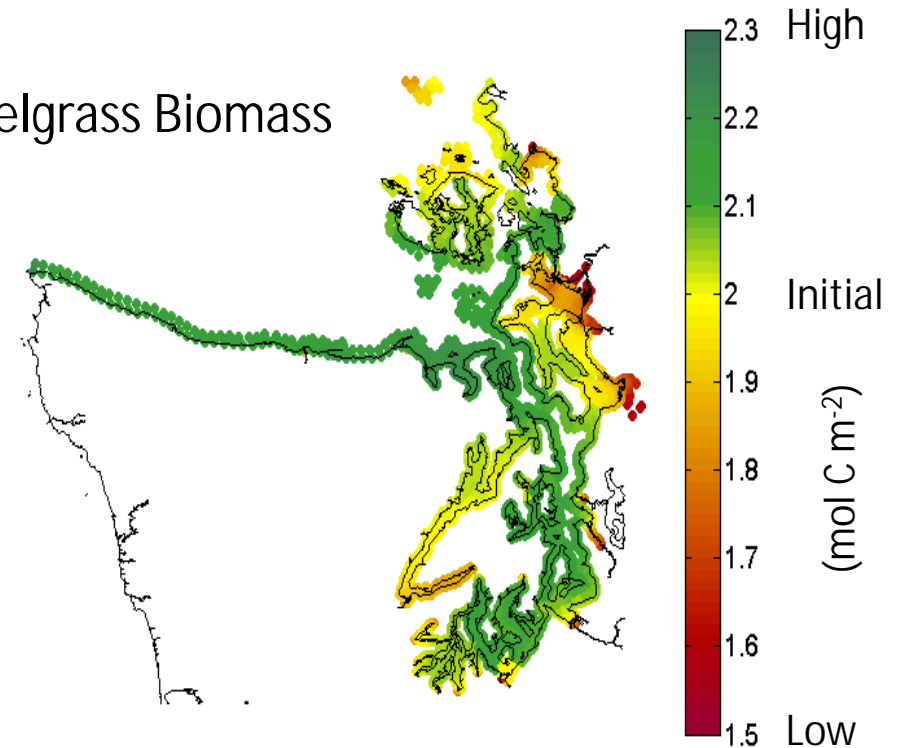 elgrass Biomass
2.3 High
2.2
2.1
2 Initial
1.9
1.8
1.7
1.6
1.5 Low
(mol C m-2)